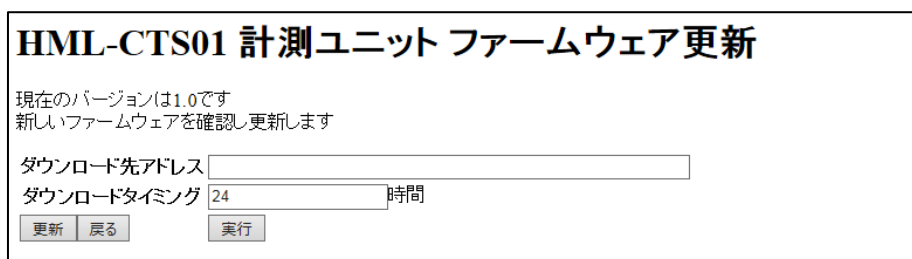 HML-CTS01 計測ユニット ファームウェア更新
現在のバージョンは1.0です
新しいファームウェアを確認し更新します
ダウンロード先アドレス
ダウンロードタイミング 24 時間
更新 戻る 実行